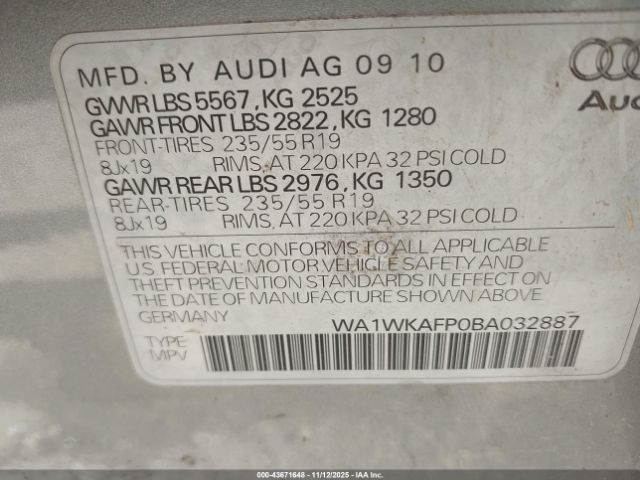 MFD. BY AUDI AG 09 10
GVWR LBS 5567, KG 2525
GAWR FRONT LBS 2822, KG 1280
FRONT-TIRES 235/55 R19
8Jx19 RIMS, AT 220 KPA 32 PSI COLD
GAWR REAR LBS 2976, KG 1350
REAR-TIRES 235/55 R19
8Jx19 RIMS, AT 220 KPA 32 PSI COLD
THIS VEHICLE CONFORMS TO ALL APPLICABLE
U.S. FEDERAL MOTOR VEHICLE SAFETY AND
THEFT PREVENTION STANDARDS IN EFFECT ON
THE DATE OF MANUFACTURE SHOWN ABOVE.
GERMANY
WA1WKAFP0BA032887
TYPE
MPV
Aud
000-43671648 - 11/12/2025 - IAA Inc.